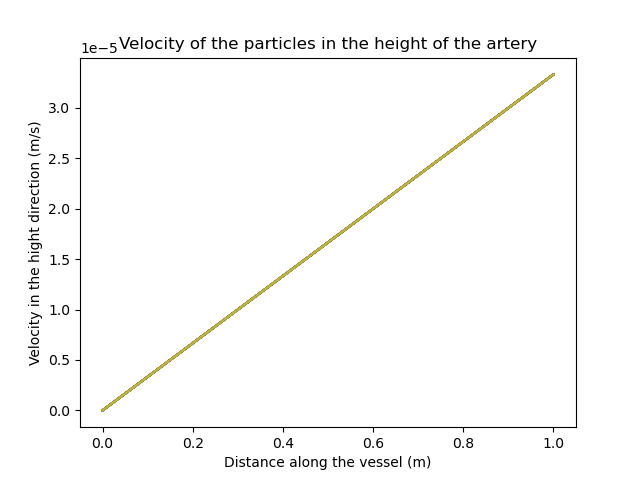 1e−5
Velocity of the particles in the height of the artery
Velocity in the hight direction (m/s)
3.0
2.5
2.0
1.5
1.0
0.5
0.0
0.0 0.2 0.4 0.6 0.8 1.0
Distance along the vessel (m)